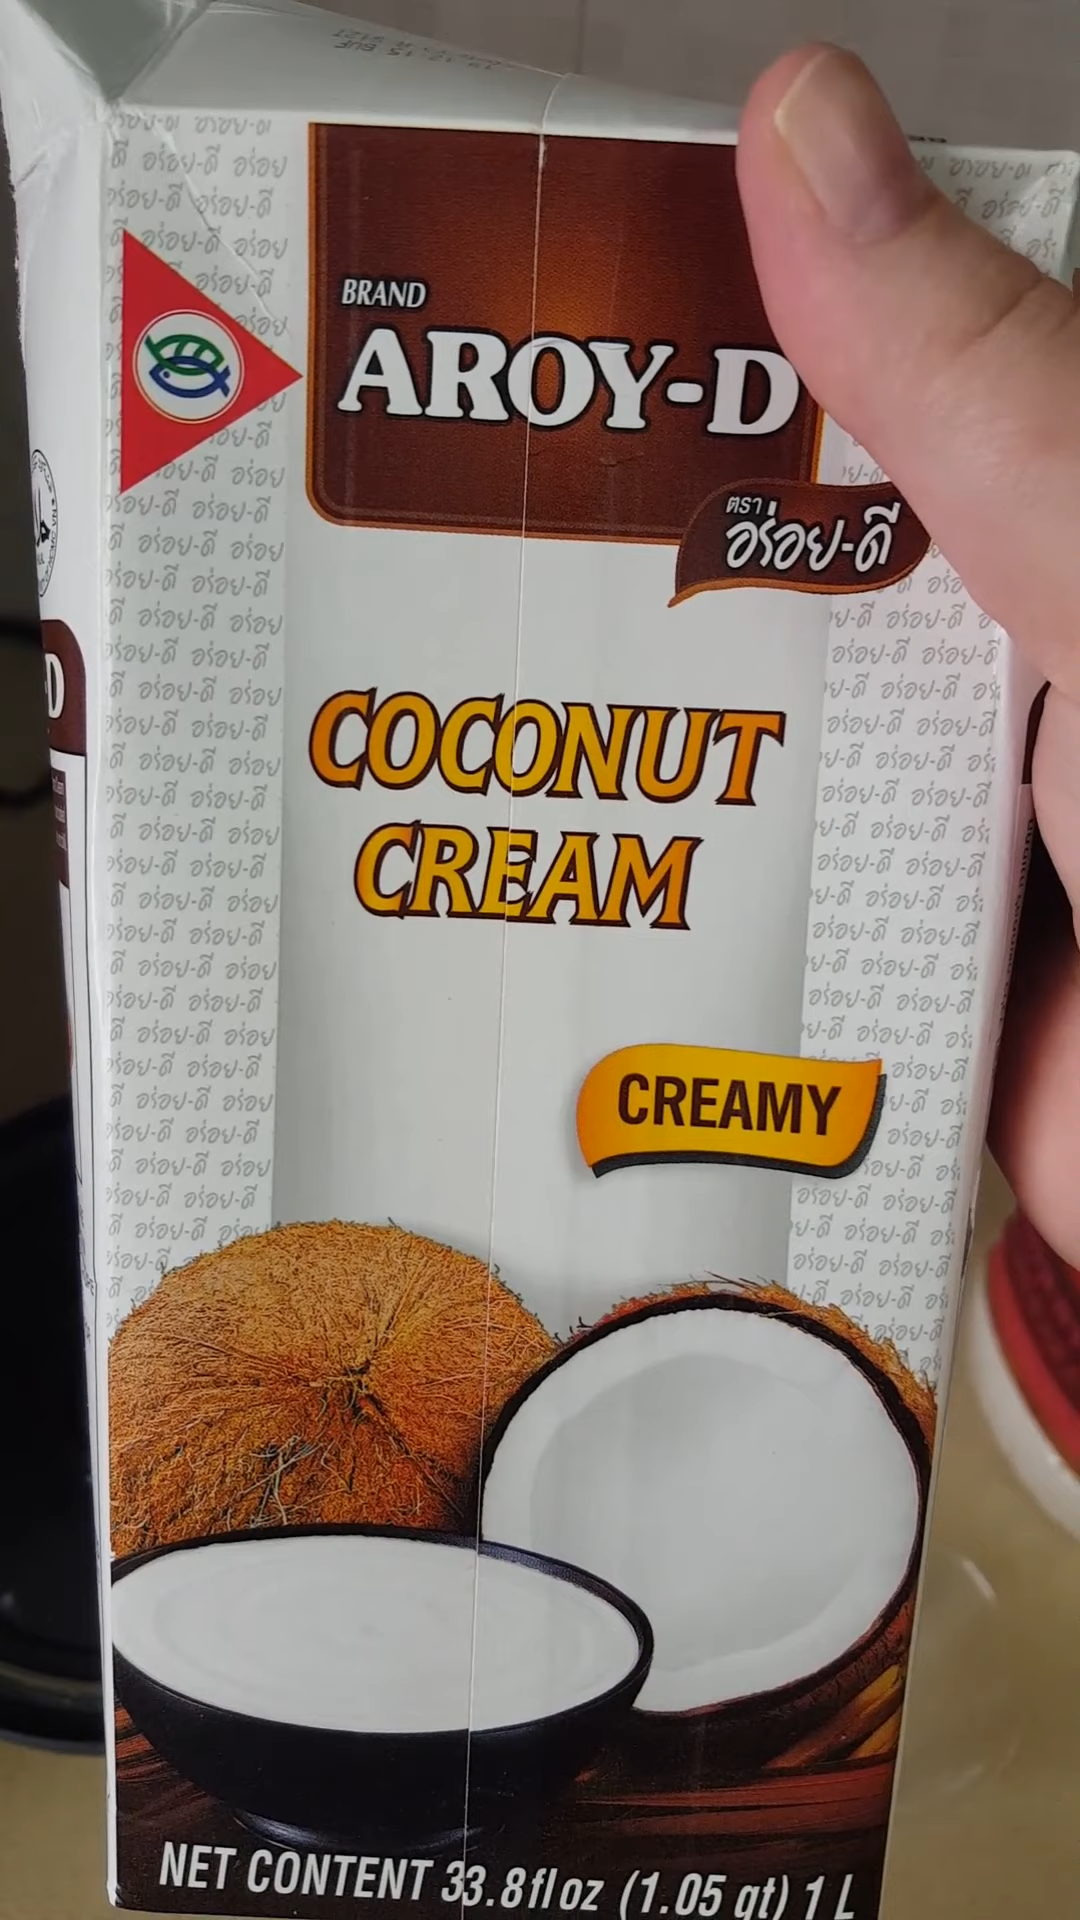 BRAND
AROY-D
ตรา
อร่อย-ดี
COCONUT
CREAM
CREAMY
NET CONTENT 33.8fl oz (1.05 qt) 1 L